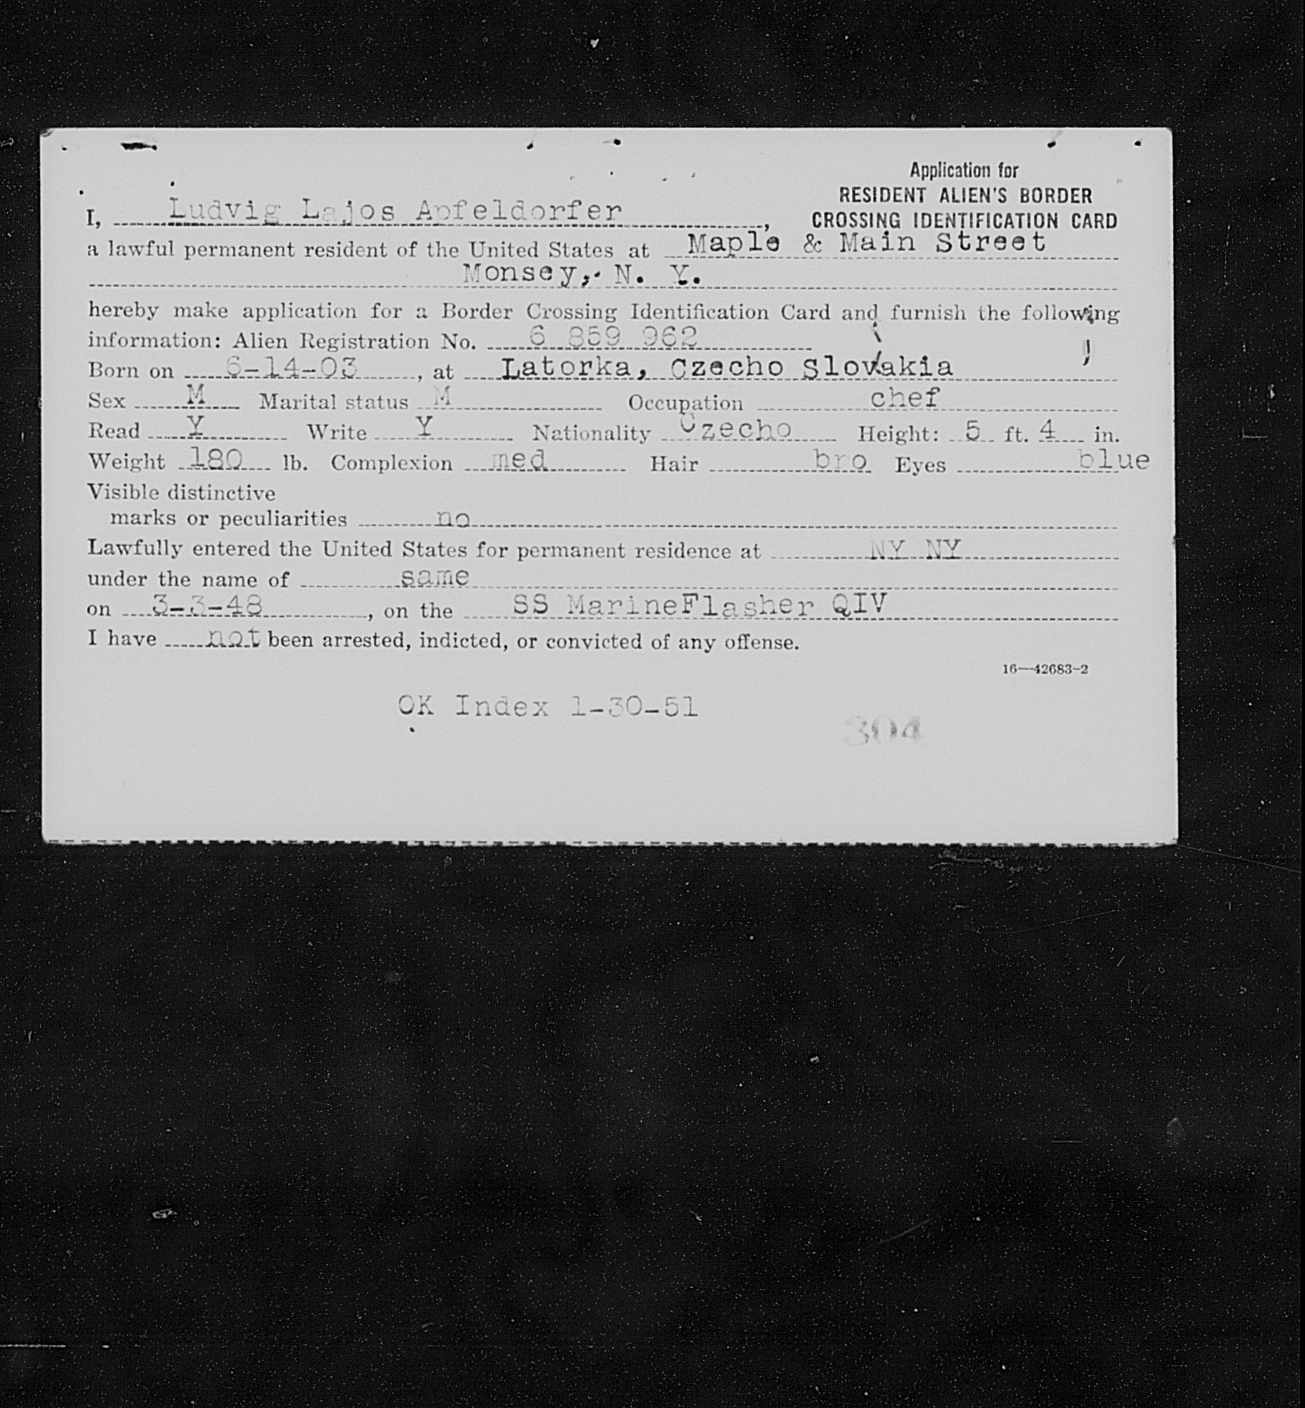 Application for
RESIDENT ALIEN'S BORDER
CROSSING IDENTIFICATION CARD
I, Ludvig Lajos Apfeldorfer,
a lawful permanent resident of the United States at Maple & Main Street
Monsey, N. Y.
hereby make application for a Border Crossing Identification Card and furnish the following
information: Alien Registration No. 6 859 962
Born on 6-14-03, at Latorka, Czecho Slovakia
Sex M Marital status M Occupation chef
Read Y Write Y Nationality Czecho Height: 5 ft. 4 in.
Weight 180 lb. Complexion med Hair bro Eyes blue
Visible distinctive
marks or peculiarities no
Lawfully entered the United States for permanent residence at NY NY
under the name of same
on 3-3-48, on the SS MarineFlasher QIV
I have not been arrested, indicted, or convicted of any offense.
16—42683-2
OK Index 1-30-51
304